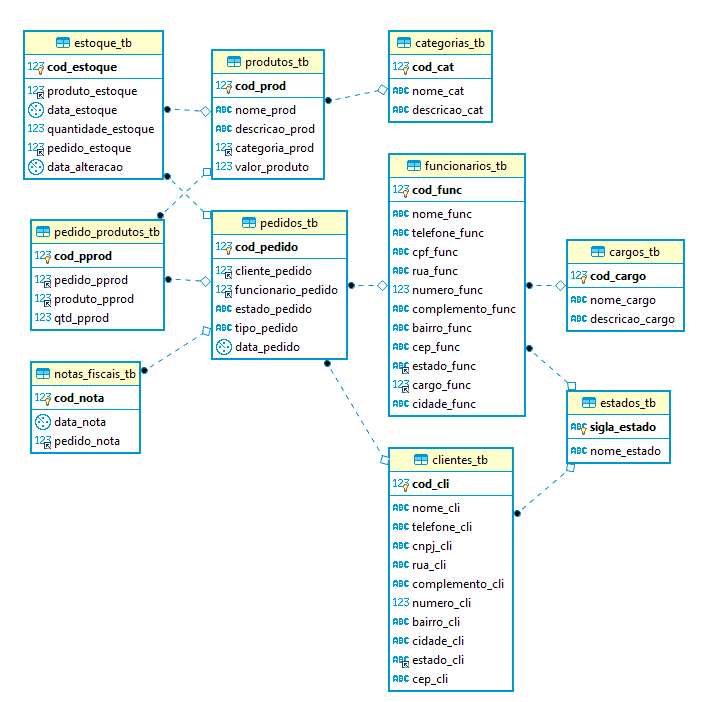 estoque_tb
123 cod_estoque
123 produto_estoque
data_estoque
123 quantidade_estoque
123 pedido_estoque
data_alteracao
produtos_tb
123 cod_prod
ABC nome_prod
ABC descricao_prod
123 categoria_prod
123 valor_produto
categorias_tb
123 cod_cat
ABC nome_cat
ABC descricao_cat
funcionarios_tb
123 cod_func
ABC nome_func
ABC telefone_func
ABC cpf_func
ABC rua_func
123 numero_func
ABC complemento_func
ABC bairro_func
ABC cep_func
ABC estado_func
123 cargo_func
ABC cidade_func
pedido_produtos_tb
123 cod_pprod
123 pedido_pprod
123 produto_pprod
123 qtd_pprod
pedidos_tb
123 cod_pedido
123 cliente_pedido
123 funcionario_pedido
ABC estado_pedido
ABC tipo_pedido
data_pedido
cargos_tb
123 cod_cargo
ABC nome_cargo
ABC descricao_cargo
notas_fiscais_tb
123 cod_nota
data_nota
123 pedido_nota
estados_tb
ABC sigla_estado
ABC nome_estado
clientes_tb
123 cod_cli
ABC nome_cli
ABC telefone_cli
ABC cnpj_cli
ABC rua_cli
ABC complemento_cli
123 numero_cli
ABC bairro_cli
ABC cidade_cli
ABC estado_cli
ABC cep_cli